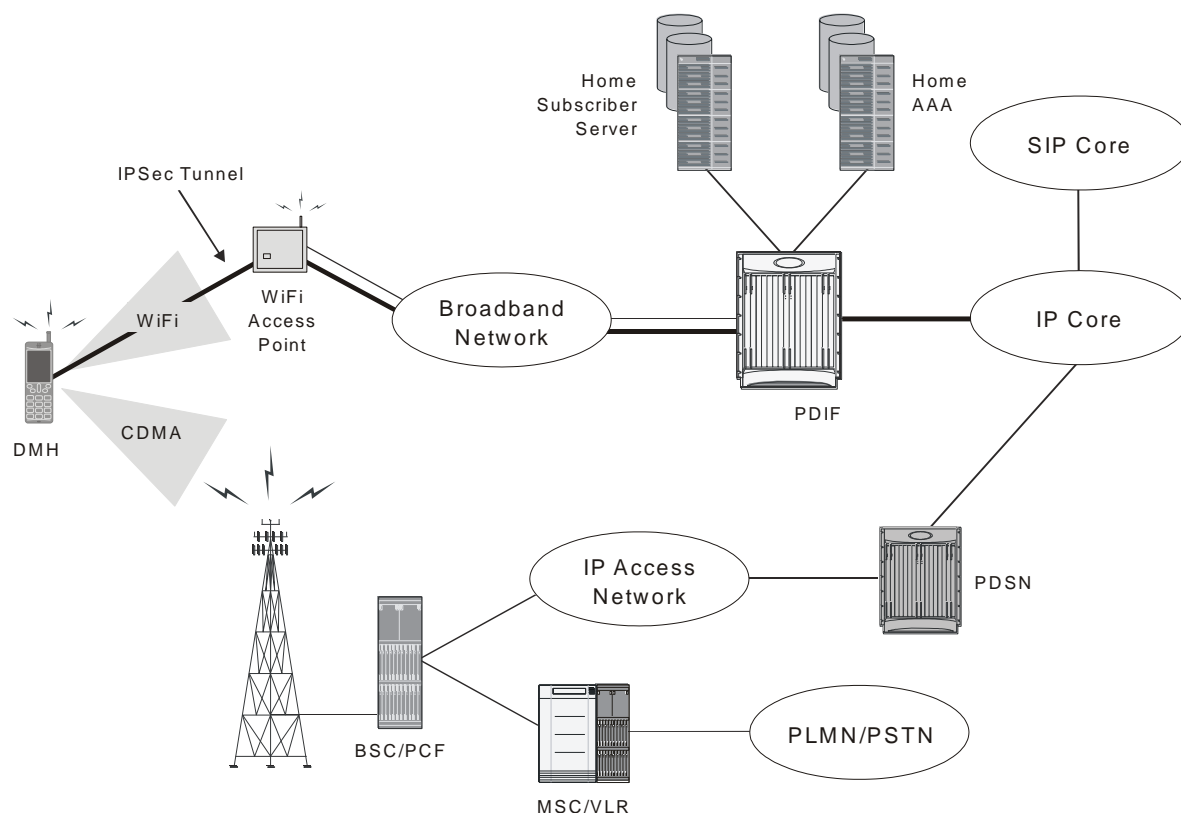 Home
Subscriber
Server
Home
AAA
SIP Core
IPSec Tunnel
WiFi
WiFi
Access
Point
Broadband
Network
IP Core
PDIF
DMH
CDMA
IP Access
Network
PDSN
BSC/PCF
PLMN/PSTN
MSC/VLR